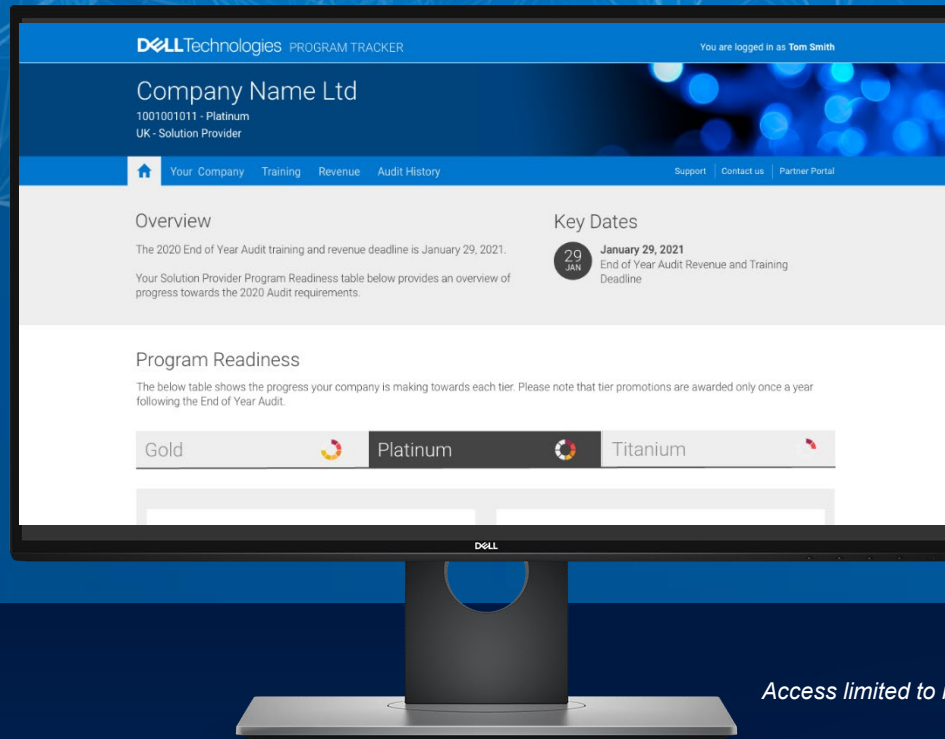 DELLTechnologies PROGRAM TRACKER
You are logged in as Tom Smith
Company Name Ltd
1001001011 - Platinum
UK - Solution Provider
Your Company Training Revenue Audit History
Support Contact us Partner Portal
Overview
The 2020 End of Year Audit training and revenue deadline is January 29, 2021.
Your Solution Provider Program Readiness table below provides an overview of
progress towards the 2020 Audit requirements.
Key Dates
29
JAN
January 29, 2021
End of Year Audit Revenue and Training
Deadline
Program Readiness
The below table shows the progress your company is making towards each tier. Please note that tier promotions are awarded only once a year
following the End of Year Audit.
Gold Platinum Titanium
DELL
Access limited to